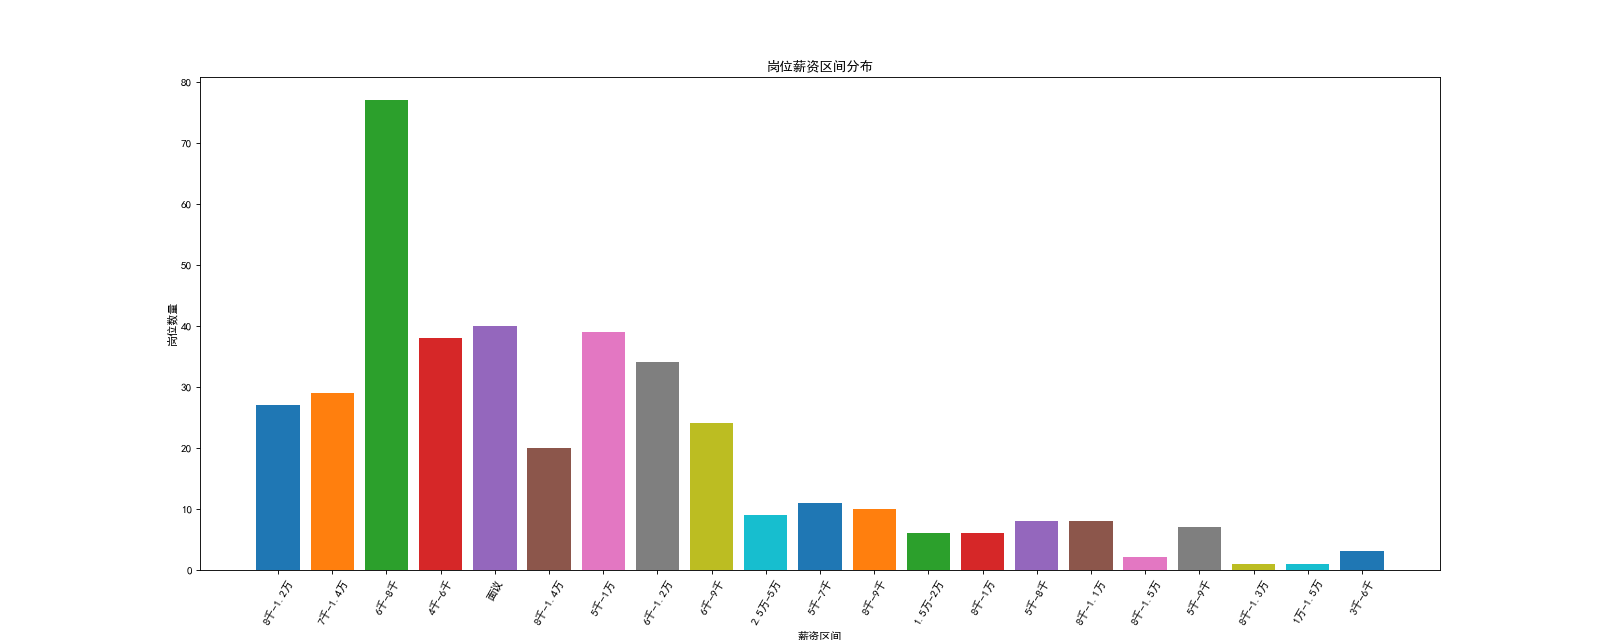 岗位薪资区间分布
岗位数量
80
70
60
50
40
30
20
10
0
8千-1.2万
7千-1.4万
6千-8千
4千-6千
面议
8千-1.4万
5千-1万
6千-1.2万
6千-9千
2.5万-5万
5千-7千
8千-9千
1.5万-2万
8千-1万
5千-8千
8千-1.1万
8千-1.5万
5千-9千
8千-1.3万
1万-1.5万
3千-6千
薪资区间